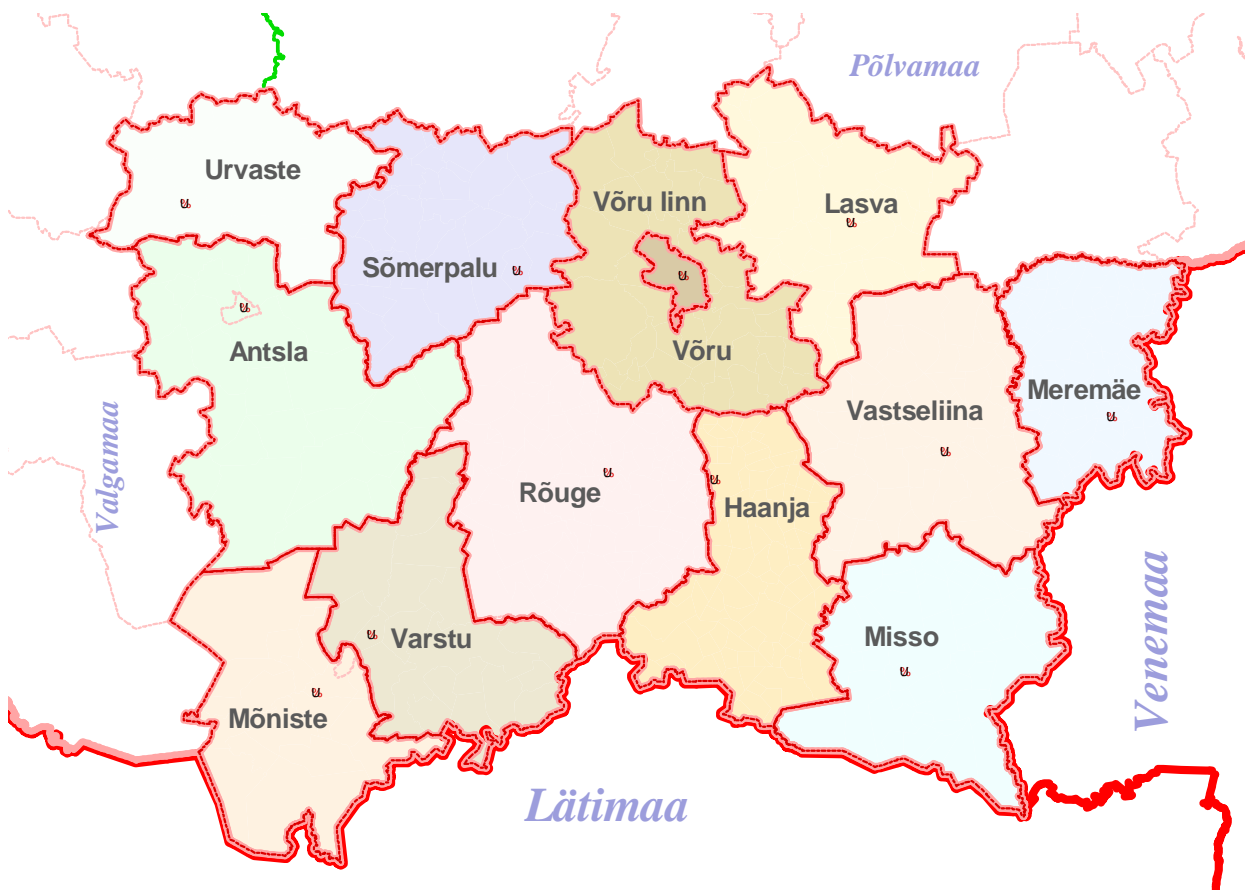 Põlvamaa
Urvaste
Võru linn
Lasva
Sõmerpalu
Antsla
Võru
Meremäe
Vastseliina
Valgamaa
Rõuge
Haanja
Varstu
Misso
Venemaa
Mõniste
Lätimaa